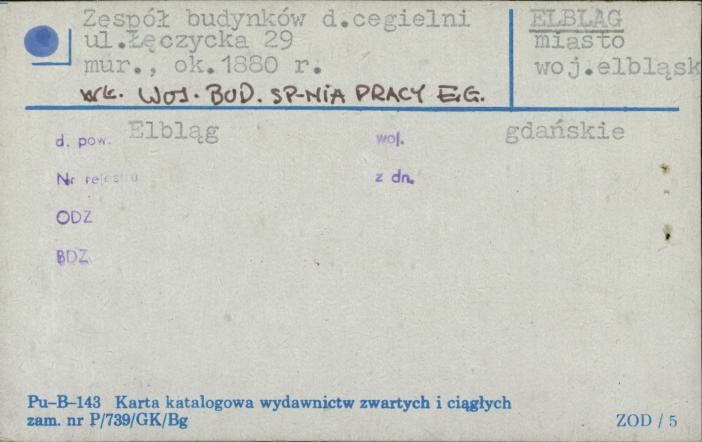 Zespół budynków d.cegielni
ul.Łęczycka 29
mur., ok.1880 r.
WŁ. WOJ. BUD. SP-NIA PRACY E.G.
ELBLĄG
miasto
woj.elbląsk
d. pow. Elbląg woj. gdańskie
Nr rejestru z dn.
ODZ
BDZ
Pu-B-143 Karta katalogowa wydawnictw zwartych i ciągłych
zam. nr P/739/GK/Bg
ZOD / 5